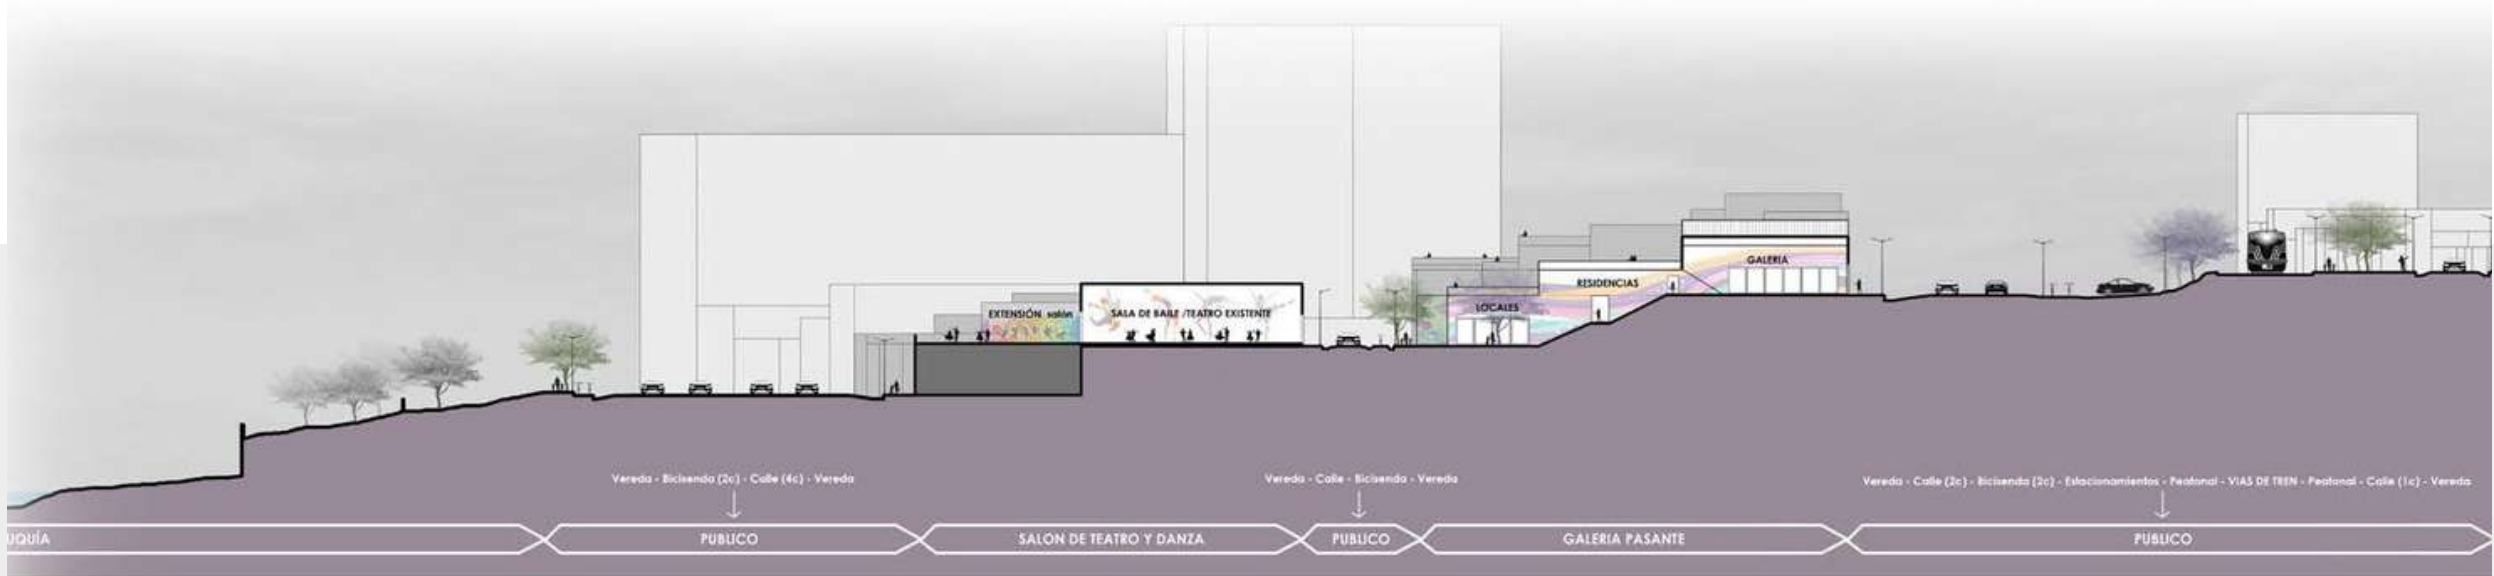 EXTENSIÓN salón
SALA DE BAILE /TEATRO EXISTENTE
LOCALES
RESIDENCIAS
GALERIA
Vereda - Bicisenda (2c) - Calle (4c) - Vereda
Vereda - Calle - Bicisenda - Vereda
Vereda - Calle (2c) - Bicisenda (2c) - Estacionamientos - Peatonal - VIAS DE TREN - Peatonal - Calle (1c) - Vereda
UQUÍA
PUBLICO
SALON DE TEATRO Y DANZA
PUBLICO
GALERIA PASANTE
PUBLICO